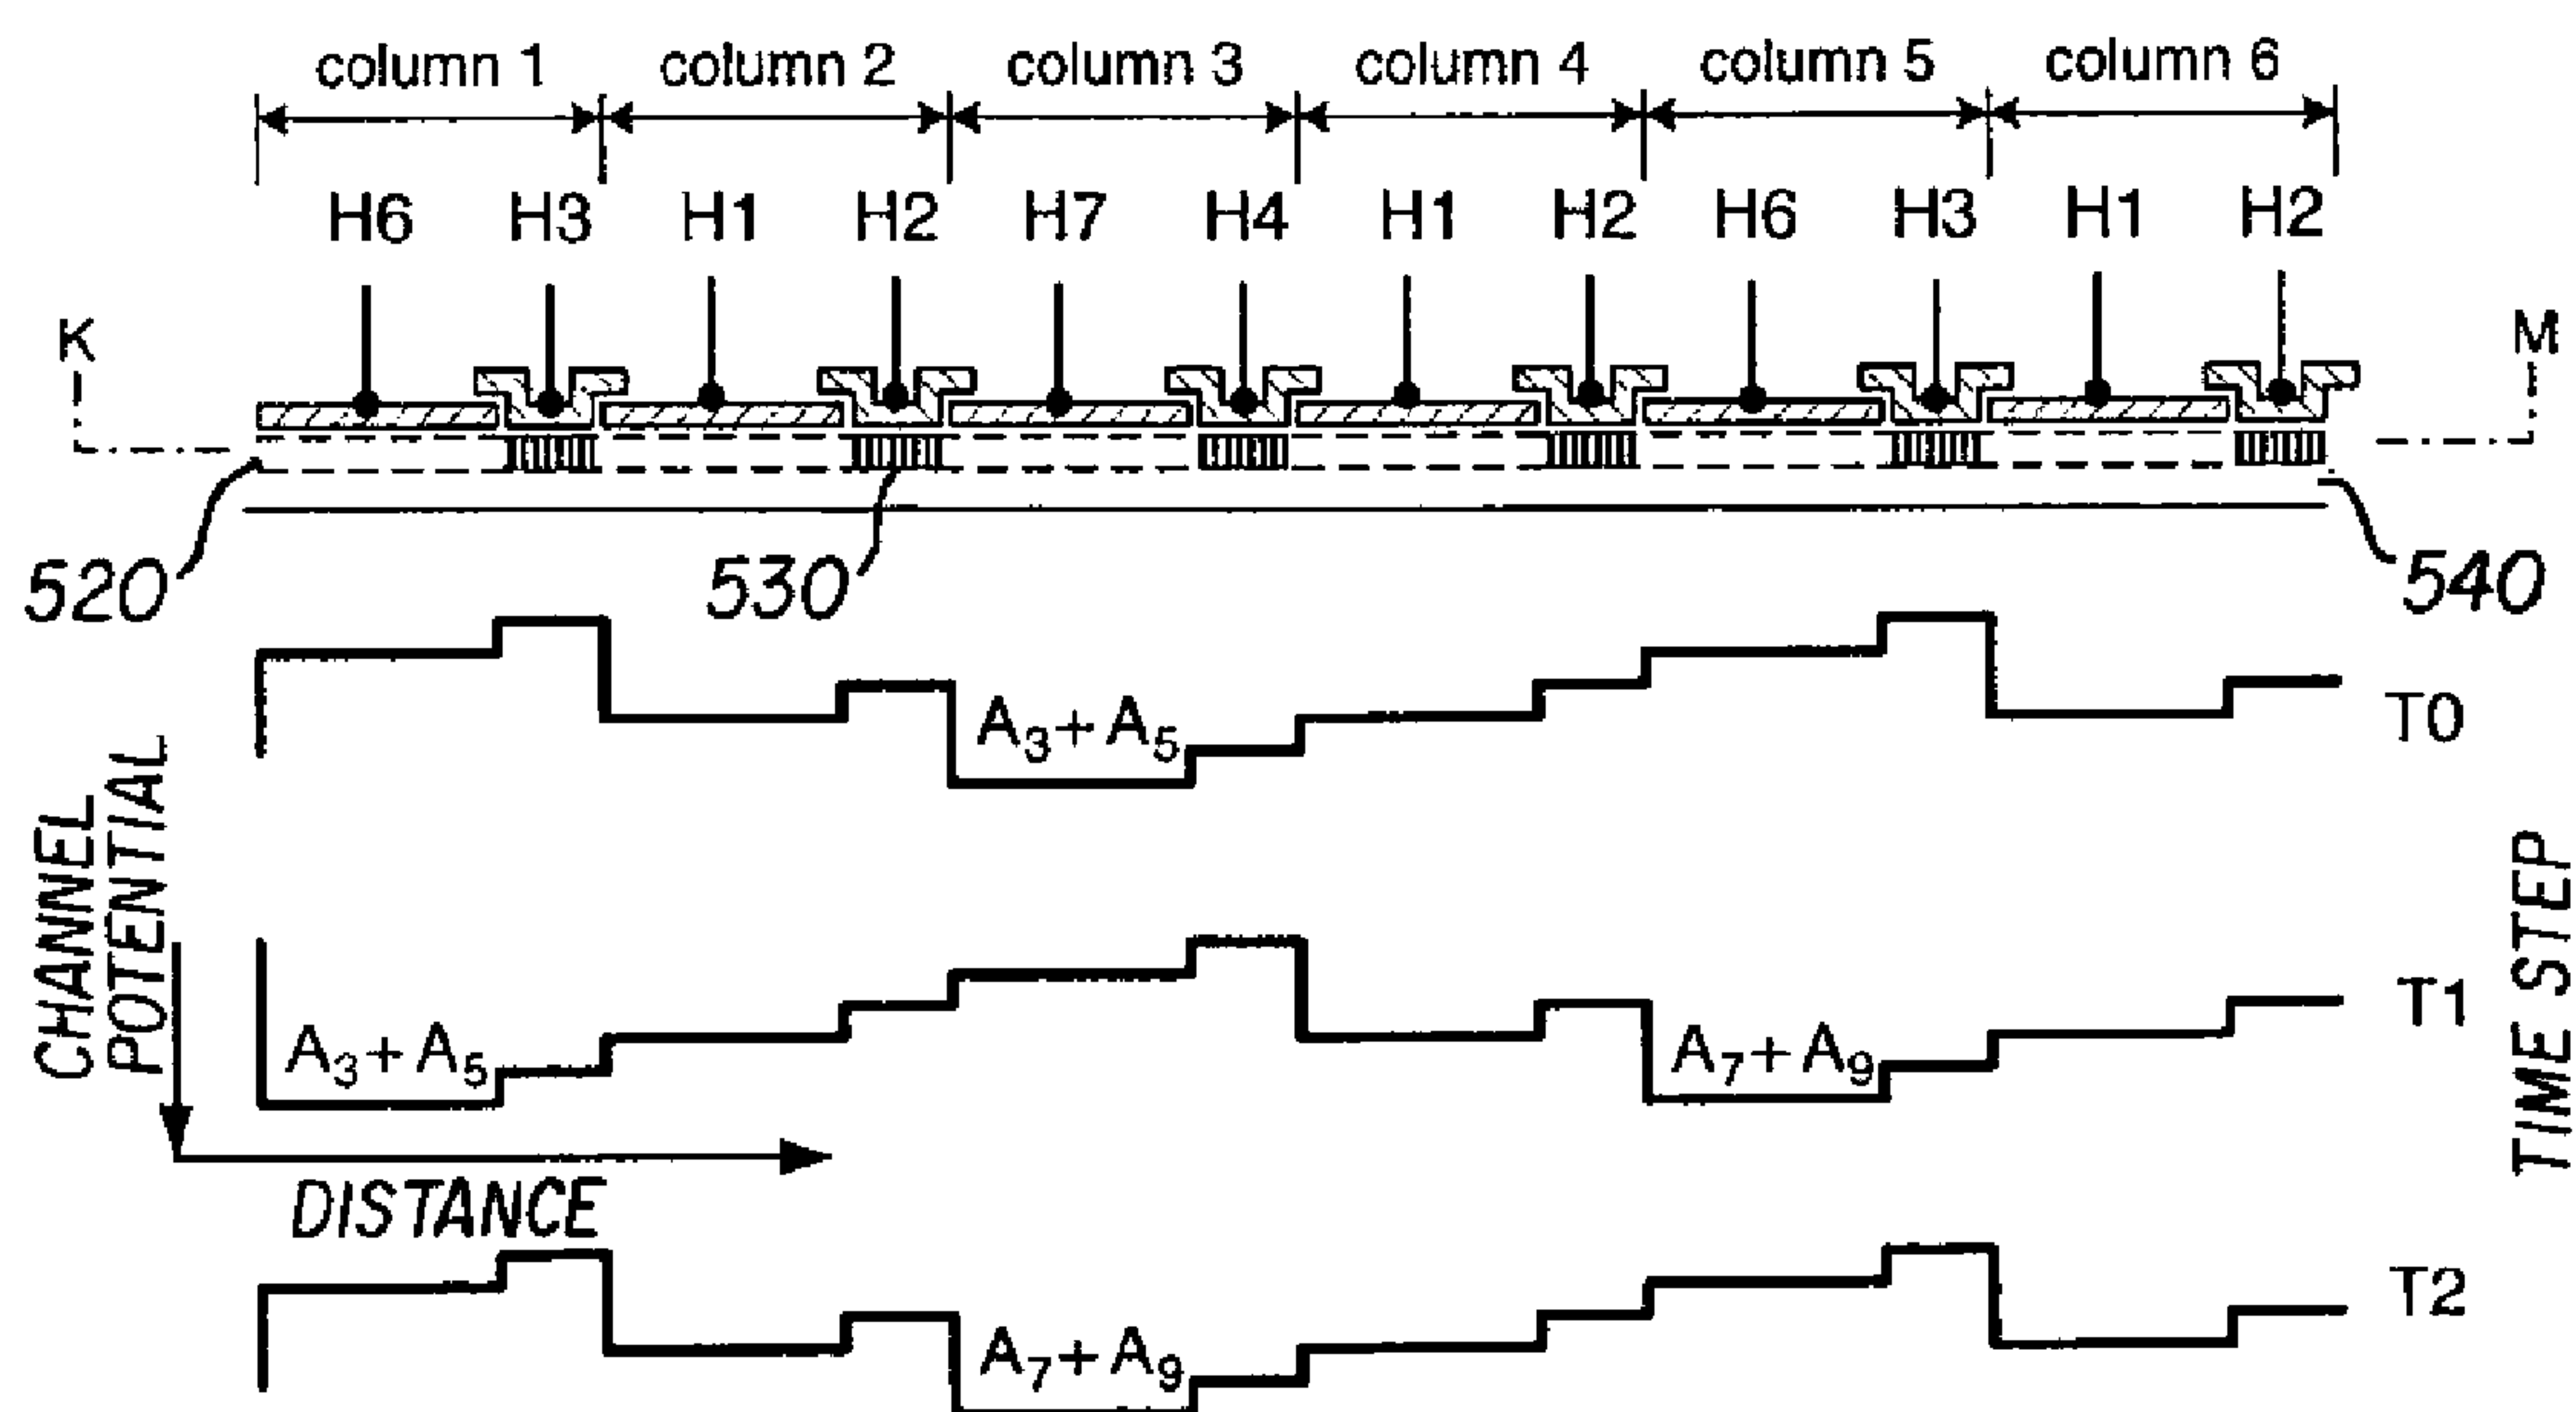 column 1 column 2 column 3 column 4 column 5 column 6
H6 H3 H1 H2 H7 H4 H1 H2 H6 H3 H1 H2
K M
520 530 540
A₃+A₅ T0
CHANNEL
POTENTIAL
TIME STEP
A₃+A₅ A₇+A₉ T1
DISTANCE
A₇+A₉ T2